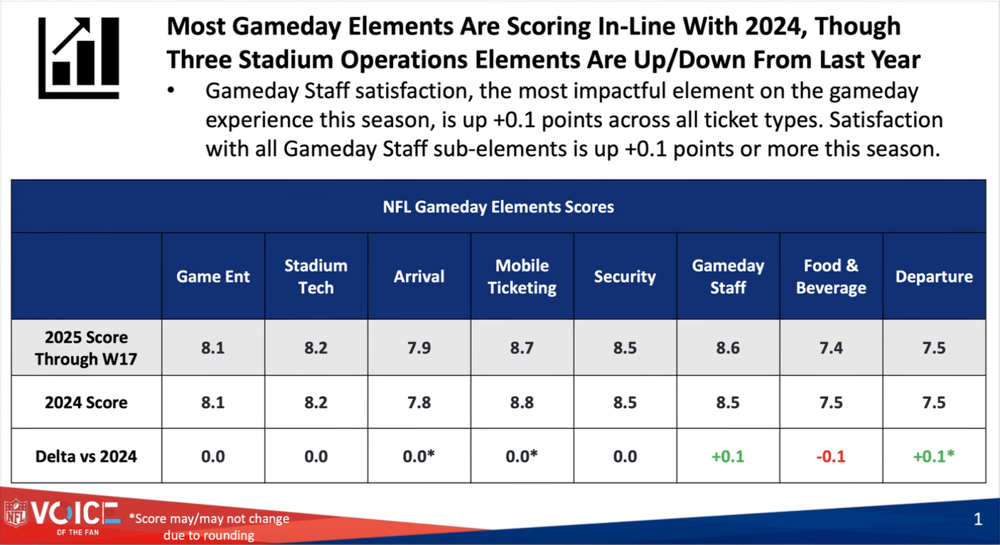 Most Gameday Elements Are Scoring In-Line With 2024, Though
Three Stadium Operations Elements Are Up/Down From Last Year
• Gameday Staff satisfaction, the most impactful element on the gameday
experience this season, is up +0.1 points across all ticket types. Satisfaction
with all Gameday Staff sub-elements is up +0.1 points or more this season.
NFL Gameday Elements Scores
Game Ent Stadium Tech Arrival Mobile Ticketing Security Gameday Staff Food & Beverage Departure
2025 Score Through W17 8.1 8.2 7.9 8.7 8.5 8.6 7.4 7.5
2024 Score 8.1 8.2 7.8 8.8 8.5 8.5 7.5 7.5
Delta vs 2024 0.0 0.0 0.0* 0.0* 0.0 +0.1 -0.1 +0.1*
NFL
VOICE
OF THE FAN
*Score may/may not change
due to rounding
1